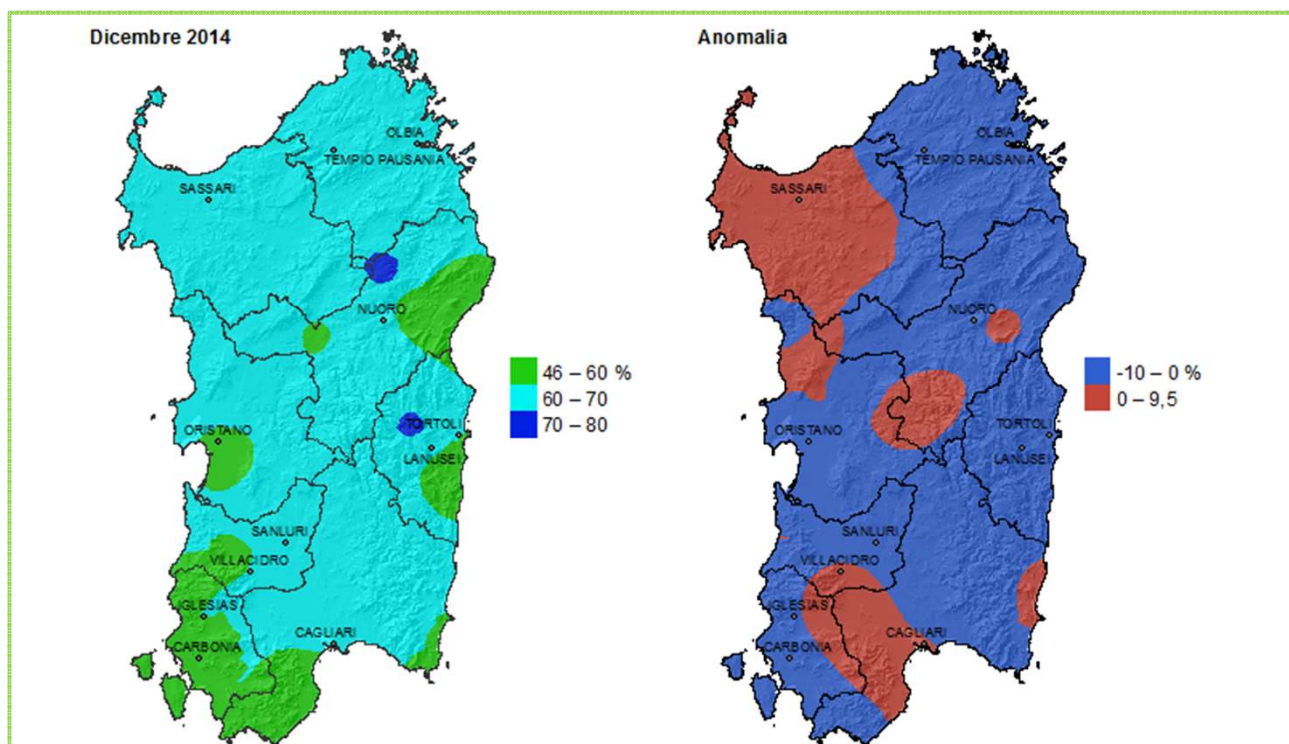 Dicembre 2014
OLBIA
TEMPIO PAUSANIA
SASSARI
NUORO
ORISTANO
TORTOLI
LANUSEI
SANLURI
VILLACIDRO
IGLESIAS
CAGLIARI
CARBONIA
46 – 60 %
60 – 70
70 – 80
Anomalia
OLBIA
TEMPIO PAUSANIA
SASSARI
NUORO
ORISTANO
TORTOLI
LANUSEI
SANLURI
VILLACIDRO
IGLESIAS
CAGLIARI
CARBONIA
-10 – 0 %
0 – 9,5